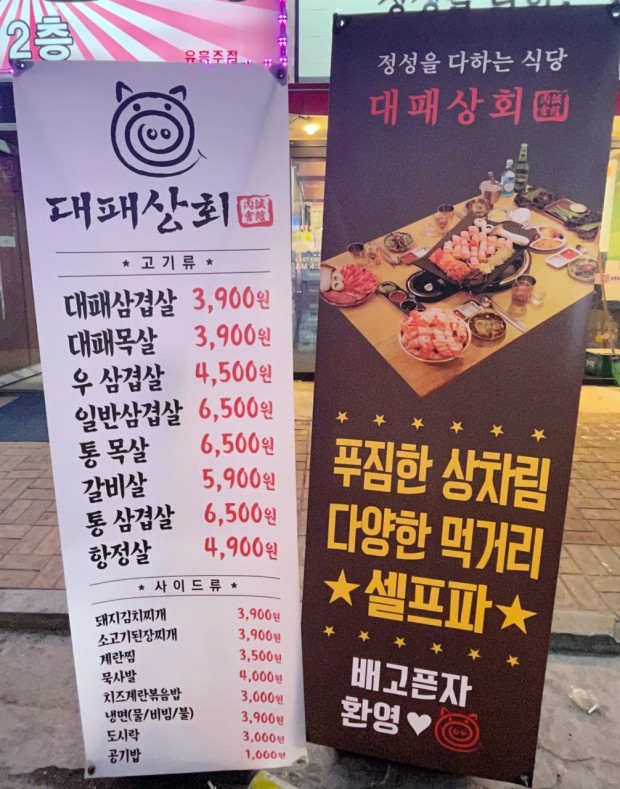 2층
유흥주점
대패상회
* 고기류 *
대패삼겹살 3,900원
대패목살 3,900원
우 삼겹살 4,500원
일반삼겹살 6,500원
통 목살 6,500원
갈비살 5,900원
통 삼겹살 6,500원
항정살 4,900원
* 사이드류 *
돼지김치찌개 3,900원
소고기된장찌개 3,900원
계란찜 3,500원
묵사발 4,000원
치즈계란볶음밥 3,000원
냉면(물/비빔/불) 3,900원
도시락 3,000원
공기밥 1,000원
정성을 다하는 식당
대패상회
푸짐한 상차림
다양한 먹거리
★셀프파★
배고픈자
환영♥